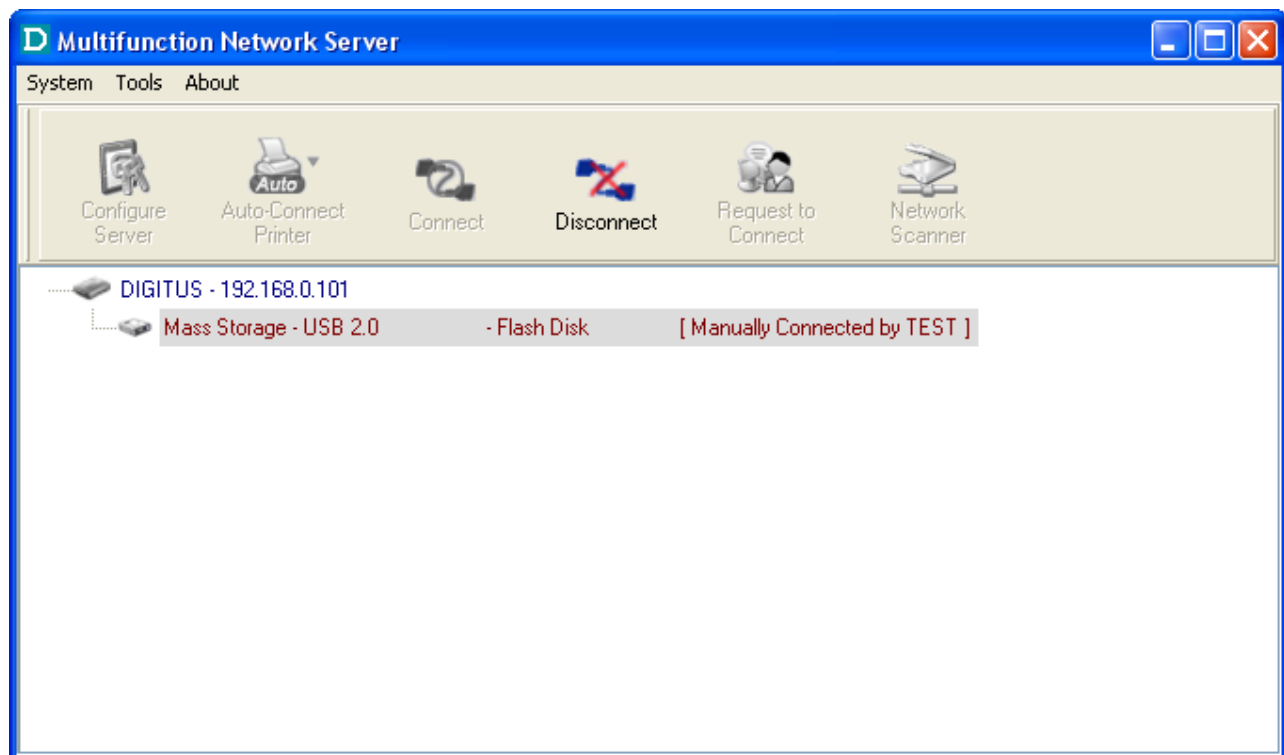 D Multifunction Network Server
System Tools About
Auto
Configure Server
Auto-Connect Printer
Connect
Disconnect
Request to Connect
Network Scanner
DIGITUS - 192.168.0.101
Mass Storage - USB 2.0 - Flash Disk [ Manually Connected by TEST ]